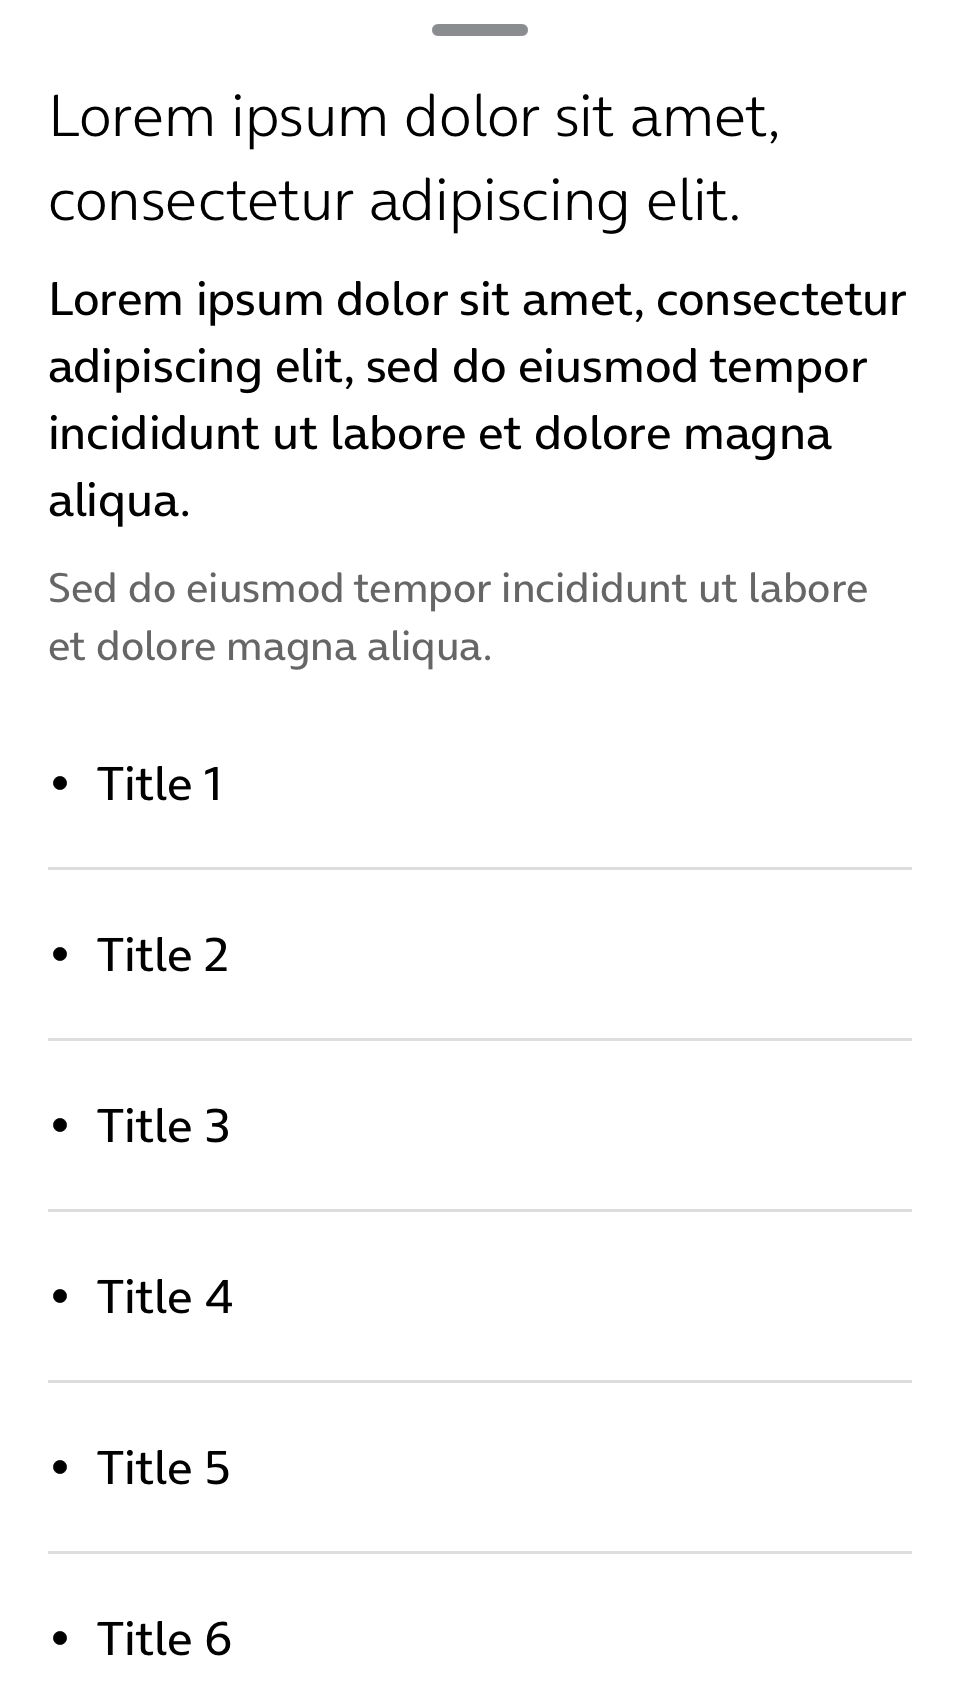 Lorem ipsum dolor sit amet,
consectetur adipiscing elit.
Lorem ipsum dolor sit amet, consectetur
adipiscing elit, sed do eiusmod tempor
incididunt ut labore et dolore magna
aliqua.
Sed do eiusmod tempor incididunt ut labore
et dolore magna aliqua.
• Title 1
• Title 2
• Title 3
• Title 4
• Title 5
• Title 6